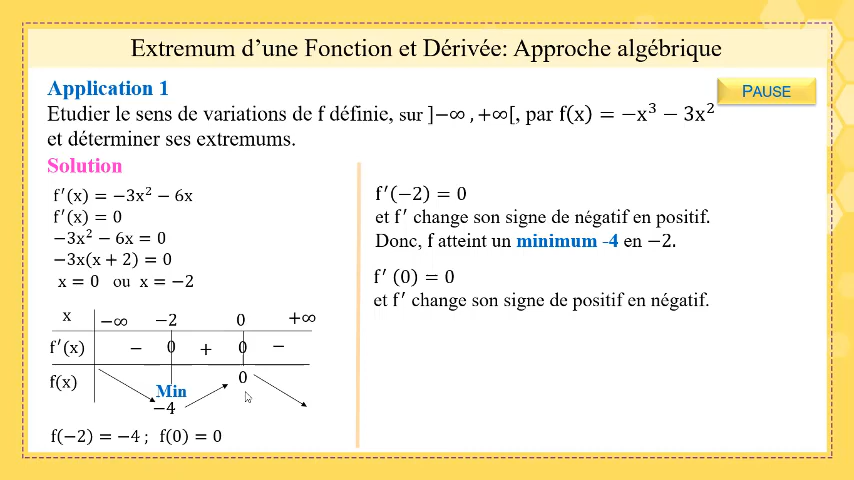 Extremum d’une Fonction et Dérivée: Approche algébrique
Application 1
PAUSE
Etudier le sens de variations de f définie, sur ]−∞ , +∞[, par f(x) = −x³ − 3x²
et déterminer ses extremums.
Solution
f′(x) = −3x² − 6x
f′(x) = 0
−3x² − 6x = 0
−3x(x + 2) = 0
x = 0 ou x = −2
x −∞ −2 0 +∞
f′(x) − 0 + 0 −
f(x) 0
Min
−4
f(−2) = −4 ; f(0) = 0
f′(−2) = 0
et f′ change son signe de négatif en positif.
Donc, f atteint un minimum -4 en −2.
f′ (0) = 0
et f′ change son signe de positif en négatif.